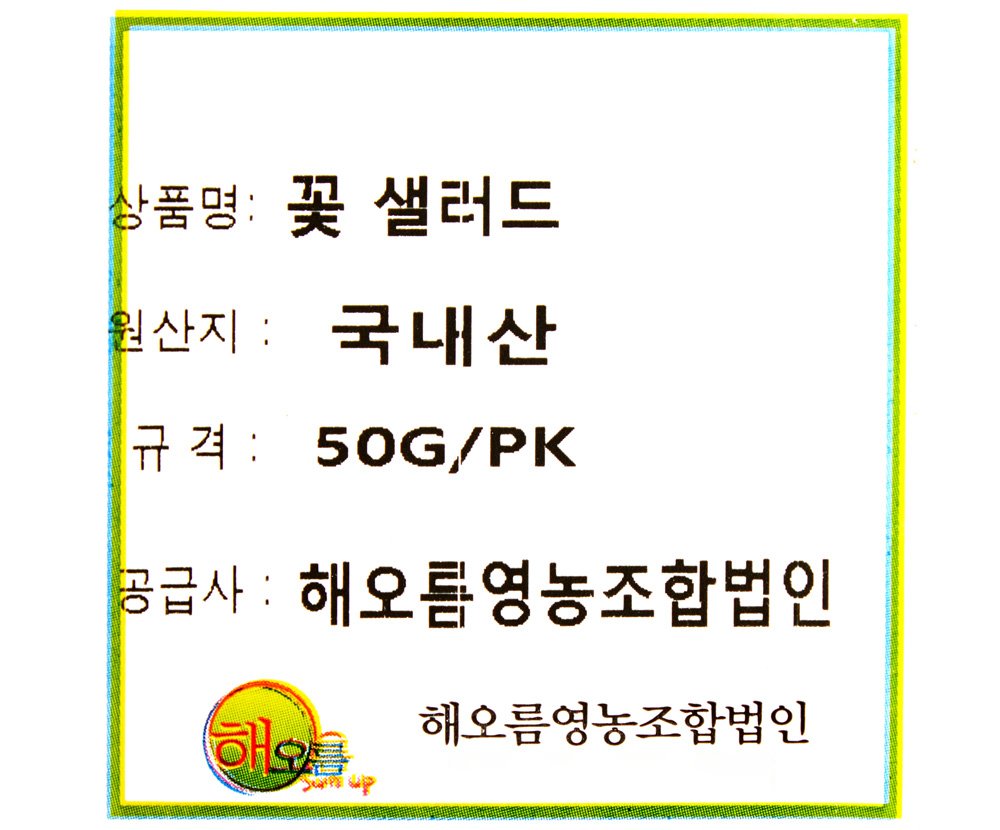 상품명: 꽃 샐러드
원산지 : 국내산
규 격 : 50G/PK
공급사 : 해오름영농조합법인
해오름 해오름영농조합법인
Sun up